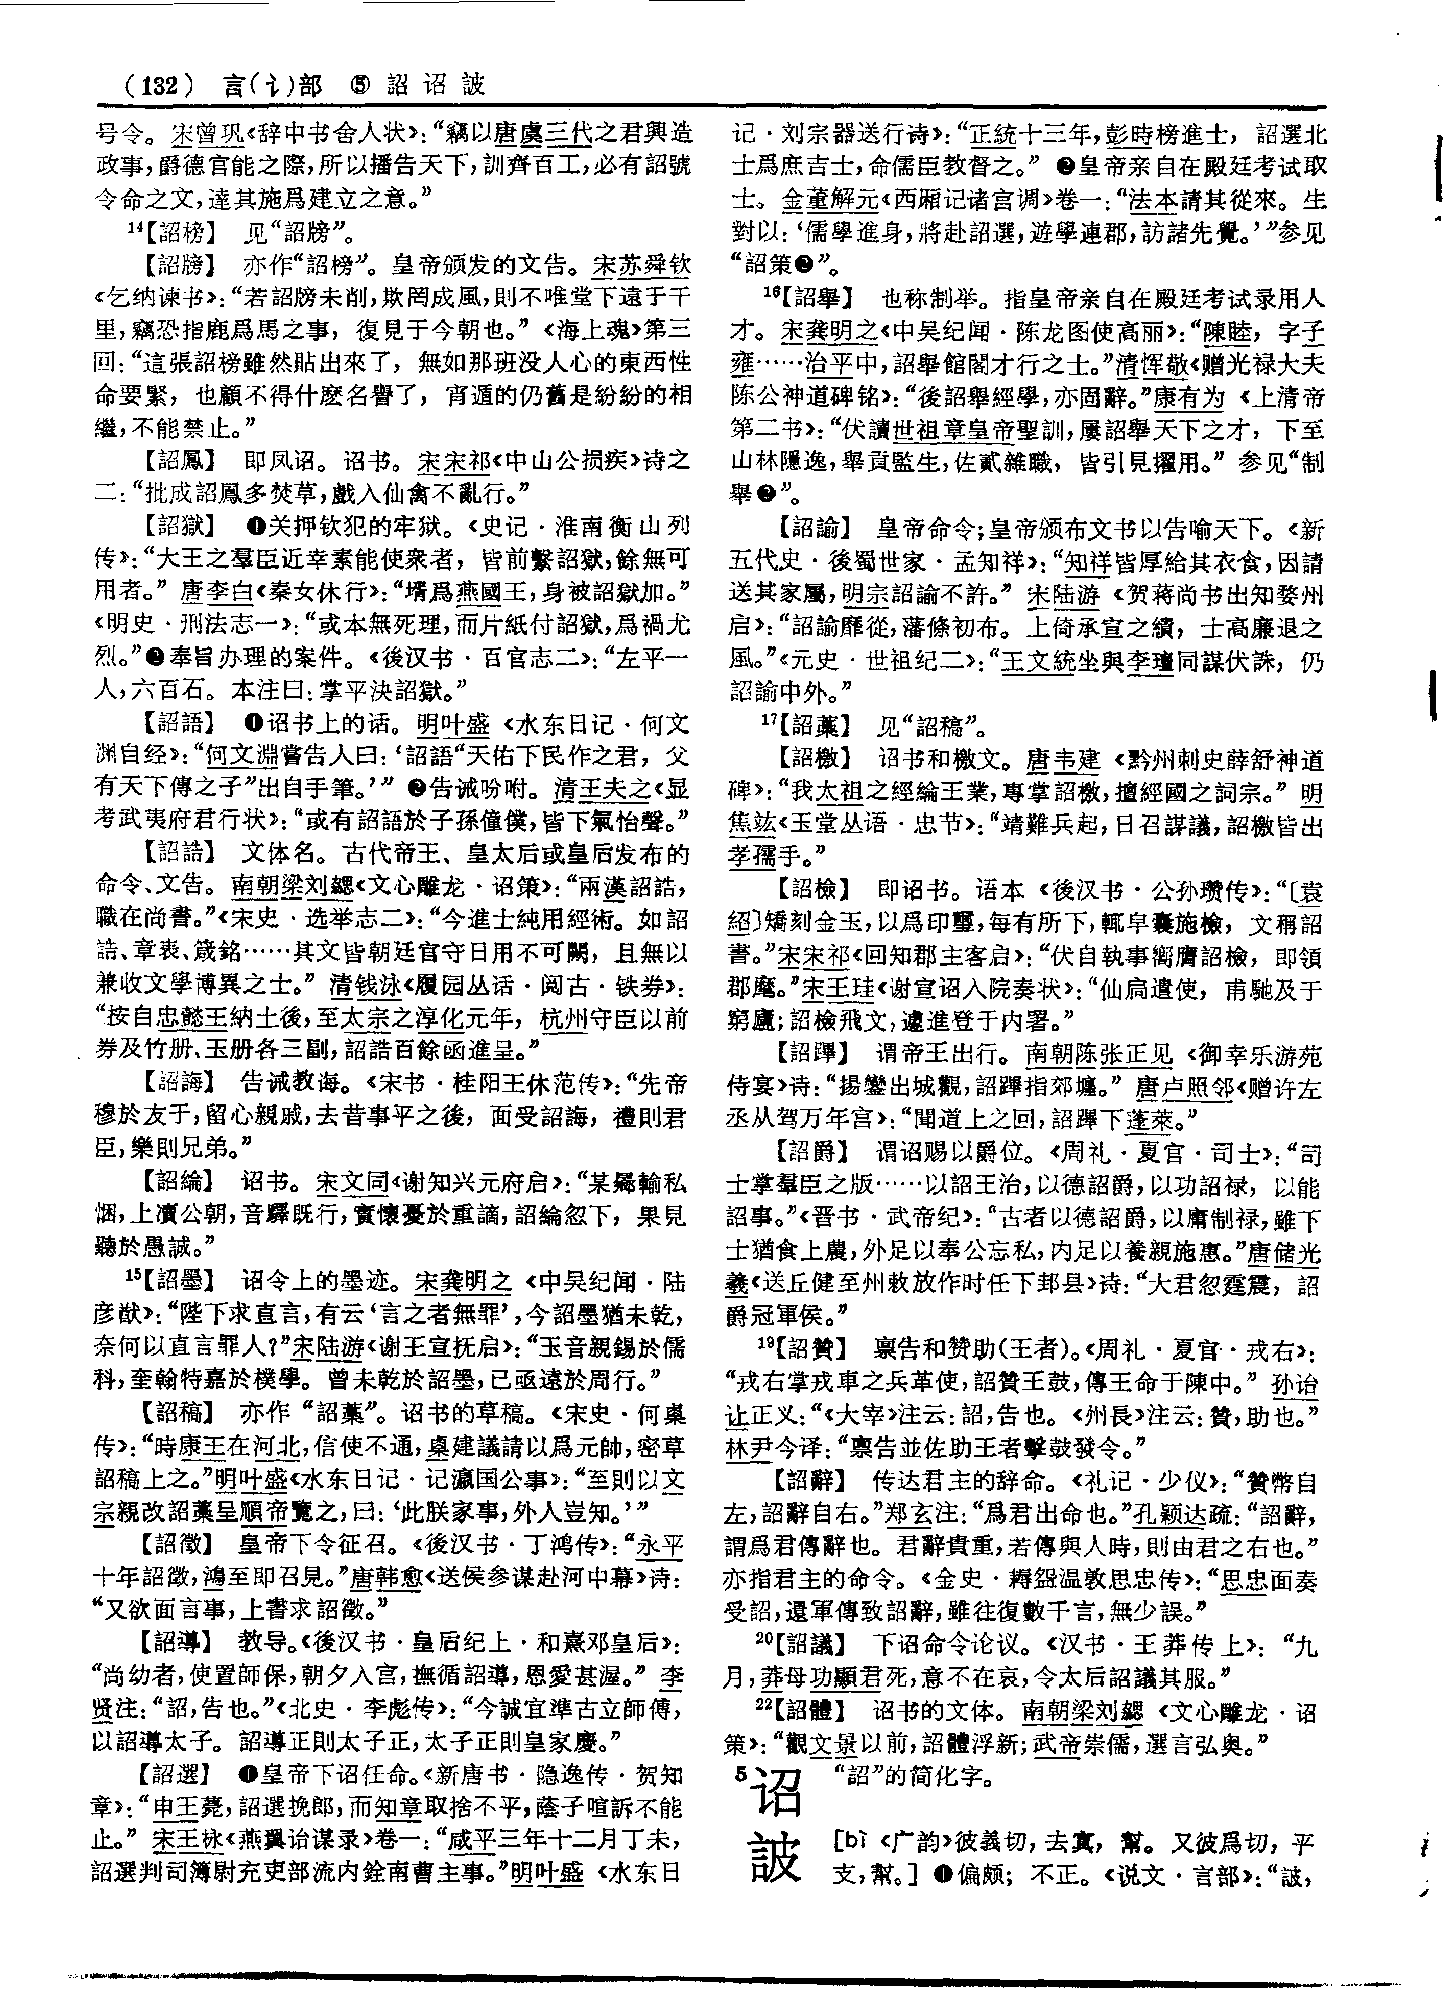 (132) 言(讠)部 ⑤ 詔 诏 詖
号令。宋曾巩《辞中书舍人状》：“竊以唐虞三代之君興造
政事，爵德官能之際，所以播告天下，訓齊百工，必有詔號
令命之文，達其施爲建立之意。”
¹⁴【詔榜】 见“詔牓”。
【詔牓】 亦作“詔榜”。皇帝颁发的文告。宋苏舜钦
《乞纳谏书》：“若詔牓未削，欺罔成風，則不唯堂下遠于千
里，竊恐指鹿爲馬之事，復見于今朝也。”《海上魂》第三
回：“這張詔榜雖然貼出來了，無如那班没人心的東西性
命要緊，也顧不得什麽名譽了，宵遁的仍舊是紛紛的相
繼，不能禁止。”
【詔鳳】 即凤诏。诏书。宋宋祁《中山公损疾》诗之
二：“批成詔鳳多焚草，戲入仙禽不亂行。”
【詔獄】 ❶关押钦犯的牢狱。《史记·淮南衡山列
传》：“大王之羣臣近幸素能使衆者，皆前繫詔獄，餘無可
用者。”唐李白《秦女休行》：“壻爲燕國王，身被詔獄加。”
《明史·刑法志一》：“或本無死理，而片紙付詔獄，爲禍尤
烈。”❷奉旨办理的案件。《後汉书·百官志二》：“左平一
人，六百石。本注曰：掌平決詔獄。”
【詔語】 ❶诏书上的话。明叶盛《水东日记·何文
渊自经》：“何文淵嘗告人曰：‘詔語“天佑下民作之君，父
有天下傳之子”出自手筆。’”❷告诫吩咐。清王夫之《显
考武夷府君行状》：“或有詔語於子孫僮僕，皆下氣怡聲。”
【詔誥】 文体名。古代帝王、皇太后或皇后发布的
命令、文告。南朝梁刘勰《文心雕龙·诏策》：“兩漢詔誥，
職在尚書。”《宋史·选举志二》：“今進士純用經術。如詔
誥、章表、箴銘……其文皆朝廷官守日用不可闕，且無以
兼收文學博異之士。”清钱泳《履园丛话·阅古·铁券》：
“按自忠懿王納土後，至太宗之淳化元年，杭州守臣以前
券及竹册、玉册各三副，詔誥百餘函進呈。”
【詔誨】 告诫教诲。《宋书·桂阳王休范传》：“先帝
穆於友于，留心親戚，去昔事平之後，面受詔誨，禮則君
臣，樂則兄弟。”
【詔綸】 诏书。宋文同《谢知兴元府启》：“某屬輸私
悃，上瀆公朝，音驛既行，實懷憂於重謫，詔綸忽下，果見
聽於愚誠。”
¹⁵【詔墨】 诏令上的墨迹。宋龚明之《中吴纪闻·陆
彦猷》：“陛下求直言，有云‘言之者無罪’，今詔墨猶未乾，
奈何以直言罪人？”宋陆游《谢王宣抚启》：“玉音親錫於儒
科，奎翰特嘉於樸學。曾未乾於詔墨，已亟遠於周行。”
【詔稿】 亦作“詔藁”。诏书的草稿。《宋史·何㮚
传》：“時康王在河北，信使不通，㮚建議請以爲元帥，密草
詔稿上之。”明叶盛《水东日记·记瀛国公事》：“至則以文
宗親改詔藁呈順帝覽之，曰：‘此朕家事，外人豈知。’”
【詔徵】 皇帝下令征召。《後汉书·丁鸿传》：“永平
十年詔徵，鴻至即召見。”唐韩愈《送侯参谋赴河中幕》诗：
“又欲面言事，上書求詔徵。”
【詔導】 教导。《後汉书·皇后纪上·和熹邓皇后》：
“尚幼者，使置師保，朝夕入宫，撫循詔導，恩愛甚渥。”李
贤注：“詔，告也。”《北史·李彪传》：“今誠宜準古立師傅，
以詔導太子。詔導正則太子正，太子正則皇家慶。”
【詔選】 ❶皇帝下诏任命。《新唐书·隐逸传·贺知
章》：“申王薨，詔選挽郎，而知章取捨不平，蔭子喧訴不能
止。”宋王栐《燕翼诒谋录》卷一：“咸平三年十二月丁未，
詔選判司簿尉充吏部流内銓南曹主事。”明叶盛《水东日
记·刘宗器送行诗》：“正統十三年，彭時榜進士，詔選北
士爲庶吉士，命儒臣教督之。”❷皇帝亲自在殿廷考试取
士。金董解元《西厢记诸宫调》卷一：“法本請其從來。生
對以：‘儒學進身，將赴詔選，遊學連郡，訪諸先覺。’”参见
“詔策❷”。
¹⁶【詔舉】 也称制举。指皇帝亲自在殿廷考试录用人
才。宋龚明之《中吴纪闻·陈龙图使高丽》：“陳睦，字子
雍……治平中，詔舉館閣才行之士。”清恽敬《赠光禄大夫
陈公神道碑铭》：“後詔舉經學，亦固辭。”康有为《上清帝
第二书》：“伏讀世祖章皇帝聖訓，屢詔舉天下之才，下至
山林隱逸，舉貢監生，佐貳雜職，皆引見擢用。”参见“制
舉❷”。
【詔諭】 皇帝命令；皇帝颁布文书以告喻天下。《新
五代史·後蜀世家·孟知祥》：“知祥皆厚給其衣食，因請
送其家屬，明宗詔諭不許。”宋陆游《贺蒋尚书出知婺州
启》：“詔諭靡從，藩條初布。上倚承宣之績，士高廉退之
風。”《元史·世祖纪二》：“王文統坐與李璮同謀伏誅，仍
詔諭中外。”
¹⁷【詔藁】 见“詔稿”。
【詔檄】 诏书和檄文。唐韦建《黔州刺史薛舒神道
碑》：“我太祖之經綸王業，專掌詔檄，擅經國之詞宗。”明
焦竑《玉堂丛语·忠节》：“靖難兵起，日召謀議，詔檄皆出
孝孺手。”
【詔檢】 即诏书。语本《後汉书·公孙瓒传》：“〔袁
紹〕矯刻金玉，以爲印璽，每有所下，輒皁囊施檢，文稱詔
書。”宋宋祁《回知郡主客启》：“伏自執事嚮膺詔檢，即領
郡麾。”宋王珪《谢宣诏入院奏状》：“仙扃遣使，甫馳及于
窮廬；詔檢飛文，遽進登于内署。”
【詔蹕】 谓帝王出行。南朝陈张正见《御幸乐游苑
侍宴》诗：“揚鑾出城觀，詔蹕指郊壥。”唐卢照邻《赠许左
丞从驾万年宫》：“聞道上之回，詔蹕下蓬萊。”
【詔爵】 谓诏赐以爵位。《周礼·夏官·司士》：“司
士掌羣臣之版……以詔王治，以德詔爵，以功詔禄，以能
詔事。”《晋书·武帝纪》：“古者以德詔爵，以庸制禄，雖下
士猶食上農，外足以奉公忘私，内足以養親施惠。”唐储光
羲《送丘健至州敕放作时任下邽县》诗：“大君忽霆震，詔
爵冠軍侯。”
¹⁹【詔贊】 禀告和赞助（王者）。《周礼·夏官·戎右》：
“戎右掌戎車之兵革使，詔贊王鼓，傳王命于陳中。”孙诒
让正义：“《大宰》注云：詔，告也。《州長》注云：贊，助也。”
林尹今译：“禀告並佐助王者擊鼓發令。”
【詔辭】 传达君主的辞命。《礼记·少仪》：“贊幣自
左，詔辭自右。”郑玄注：“爲君出命也。”孔颖达疏：“詔辭，
謂爲君傳辭也。君辭貴重，若傳與人時，則由君之右也。”
亦指君主的命令。《金史·耨盌温敦思忠传》：“思忠面奏
受詔，還軍傳致詔辭，雖往復數千言，無少誤。”
²⁰【詔議】 下诏命令论议。《汉书·王莽传上》：“九
月，莽母功顯君死，意不在哀，令太后詔議其服。”
²²【詔體】 诏书的文体。南朝梁刘勰《文心雕龙·诏
策》：“觀文景以前，詔體浮新；武帝崇儒，選言弘奥。”
⁵诏 “詔”的简化字。
詖 [bì 《广韵》彼義切，去寘，幫。又彼爲切，平
支，幫。] ❶偏颇；不正。《说文·言部》：“詖，